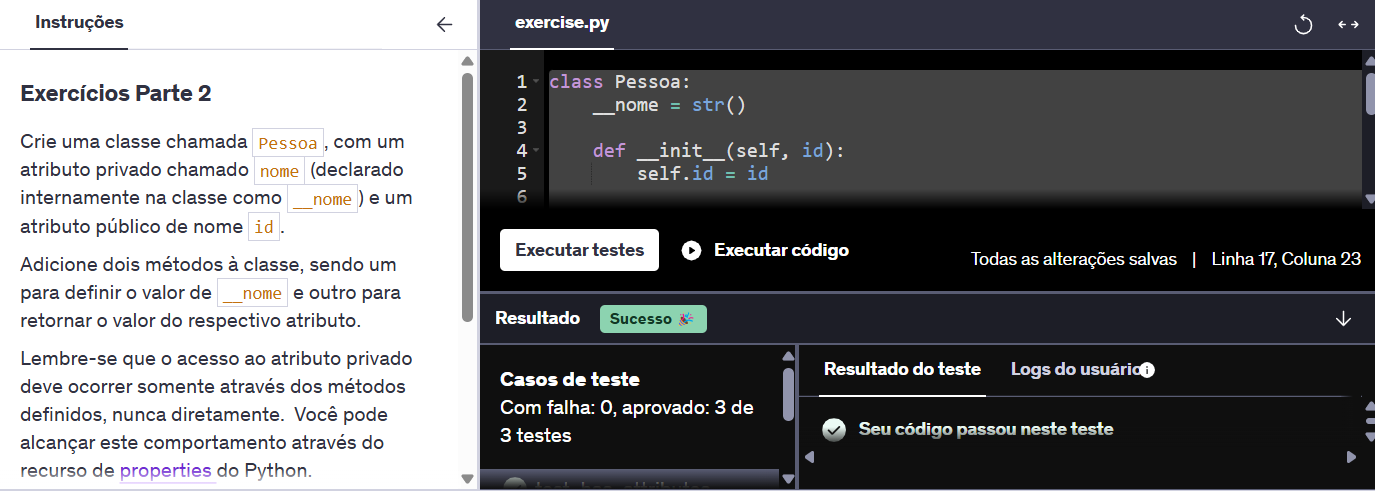 Instruções
Exercícios Parte 2
Crie uma classe chamada Pessoa, com um
atributo privado chamado nome (declarado
internamente na classe como __nome) e um
atributo público de nome id.
Adicione dois métodos à classe, sendo um
para definir o valor de __nome e outro para
retornar o valor do respectivo atributo.
Lembre-se que o acesso ao atributo privado
deve ocorrer somente através dos métodos
definidos, nunca diretamente. Você pode
alcançar este comportamento através do
recurso de properties do Python.
exercise.py
1 class Pessoa:
2 __nome = str()
3
4 def __init__(self, id):
5 self.id = id
6
Executar testes
Executar código
Todas as alterações salvas | Linha 17, Coluna 23
Resultado
Sucesso 🎉
Casos de teste
Com falha: 0, aprovado: 3 de
3 testes
Resultado do teste
Logs do usuário
Seu código passou neste teste